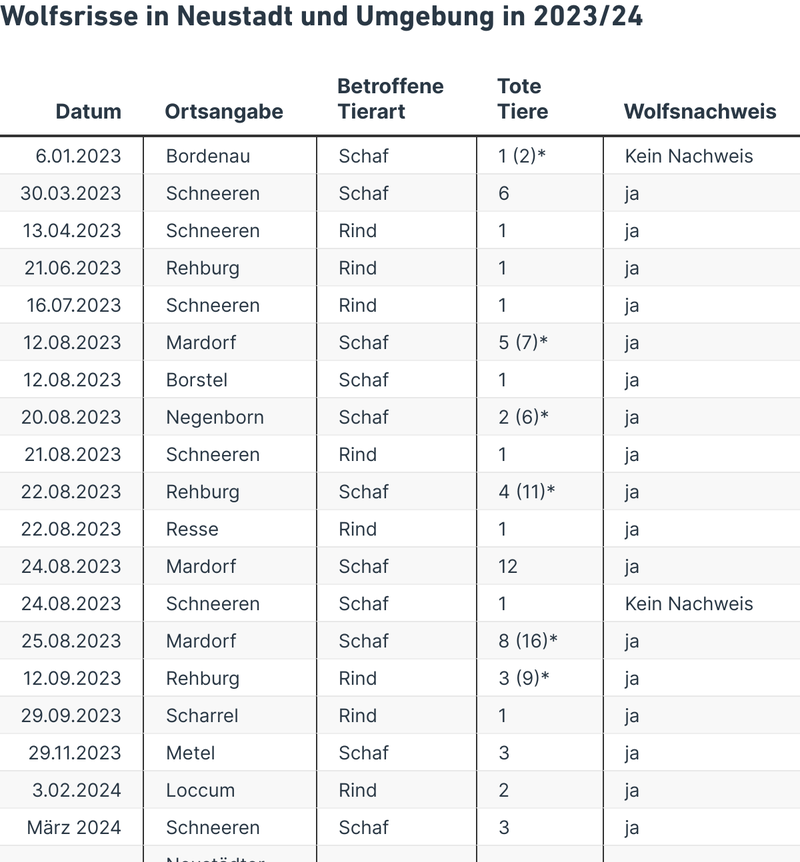 Wolfsrisse in Neustadt und Umgebung in 2023/24
Datum Ortsangabe Betroffene Tierart Tote Tiere Wolfsnachweis
6.01.2023 Bordenau Schaf 1 (2)* Kein Nachweis
30.03.2023 Schneeren Schaf 6 ja
13.04.2023 Schneeren Rind 1 ja
21.06.2023 Rehburg Rind 1 ja
16.07.2023 Schneeren Rind 1 ja
12.08.2023 Mardorf Schaf 5 (7)* ja
12.08.2023 Borstel Schaf 1 ja
20.08.2023 Negenborn Schaf 2 (6)* ja
21.08.2023 Schneeren Rind 1 ja
22.08.2023 Rehburg Schaf 4 (11)* ja
22.08.2023 Resse Rind 1 ja
24.08.2023 Mardorf Schaf 12 ja
24.08.2023 Schneeren Schaf 1 Kein Nachweis
25.08.2023 Mardorf Schaf 8 (16)* ja
12.09.2023 Rehburg Rind 3 (9)* ja
29.09.2023 Scharrel Rind 1 ja
29.11.2023 Metel Schaf 3 ja
3.02.2024 Loccum Rind 2 ja
März 2024 Schneeren Schaf 3 ja